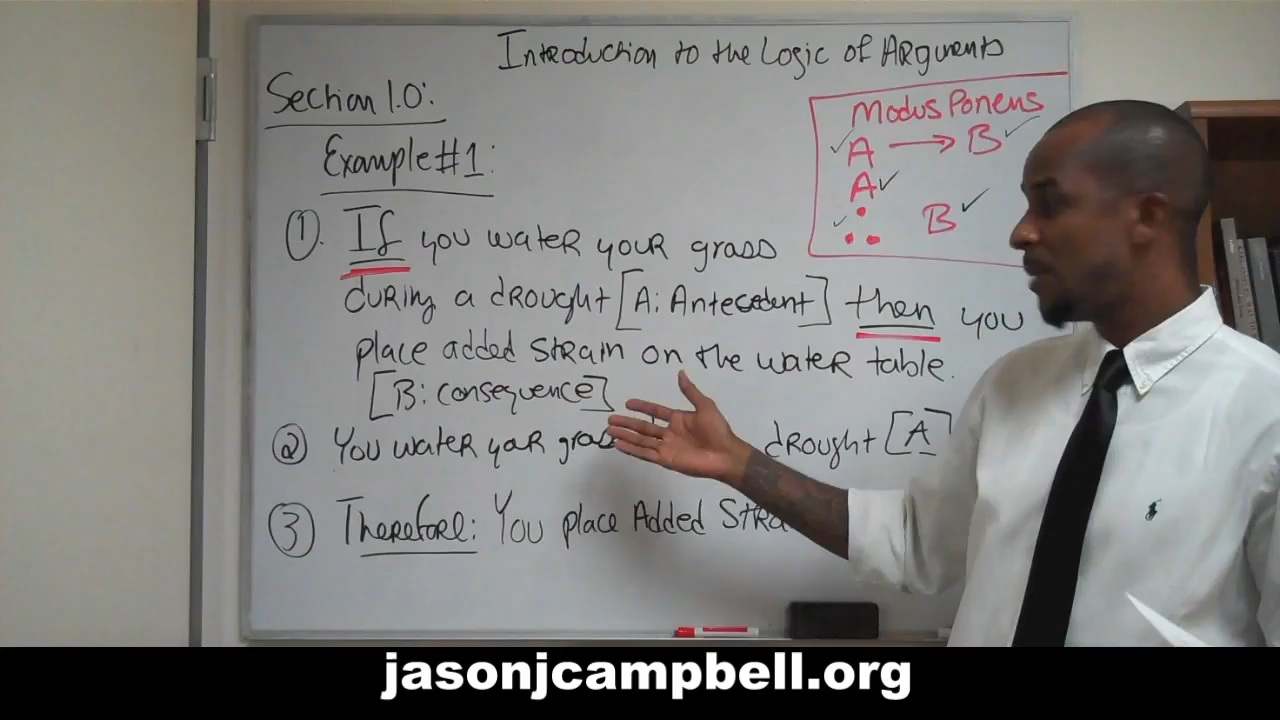 Introduction to the Logic of Arguments
Section 1.0:
Example #1:
Modus Ponens
A → B
A
∴ B
①. If you water your grass
during a drought [A: Antecedent] then you
place added strain on the water table.
[B: consequence]
② You water your grass drought [A]
③ Therefore: You place Added Stra
jasonjcampbell.org